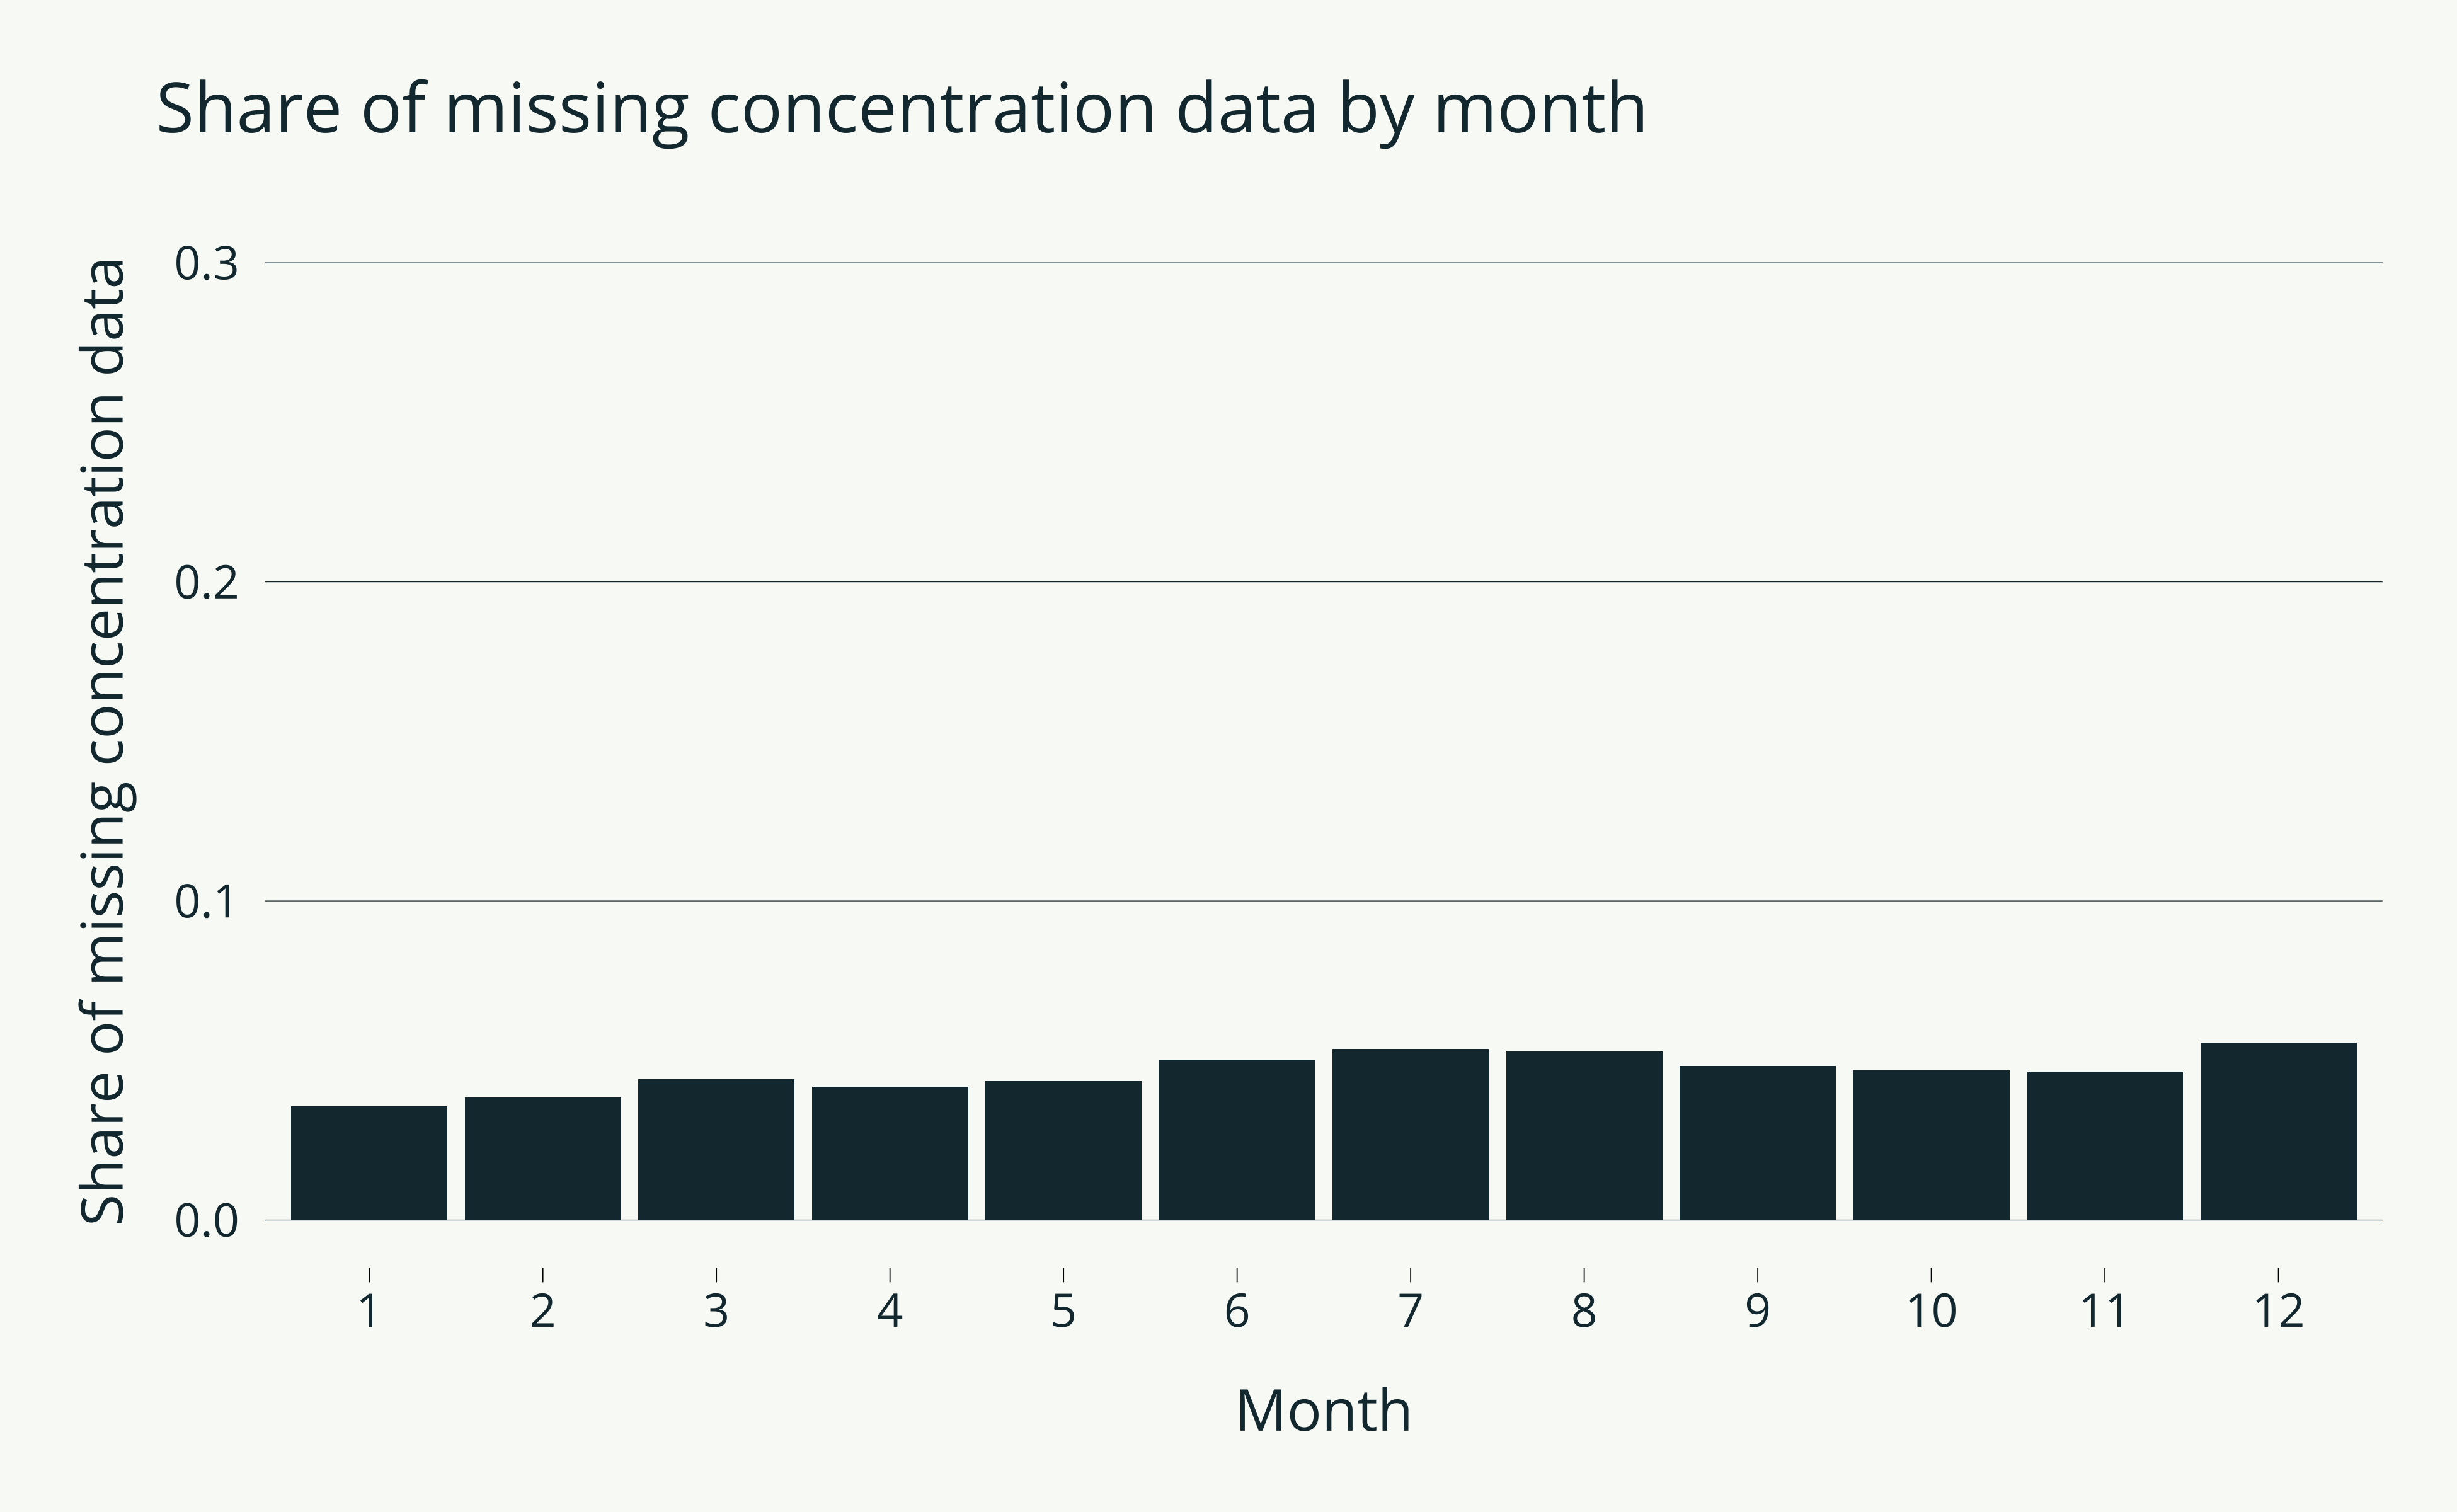 Share of missing concentration data by month
Share of missing concentration data
0.3
0.2
0.1
0.0
1 2 3 4 5 6 7 8 9 10 11 12
Month